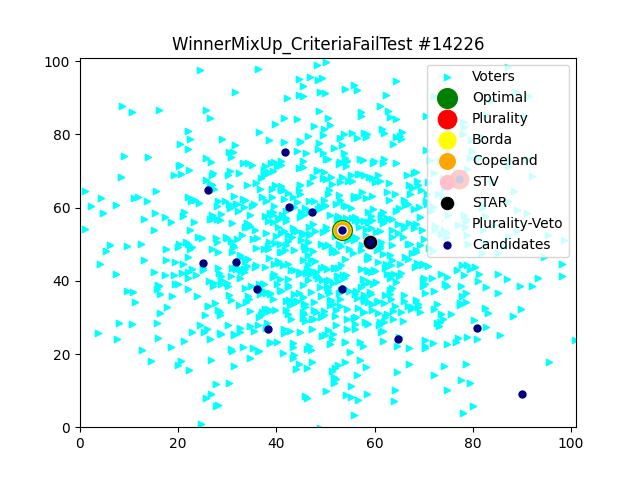 WinnerMixUp_CriteriaFailTest #14226
100
80
60
40
20
0
0
20
40
60
80
100
Voters
Optimal
Plurality
Borda
Copeland
STV
STAR
Plurality-Veto
Candidates